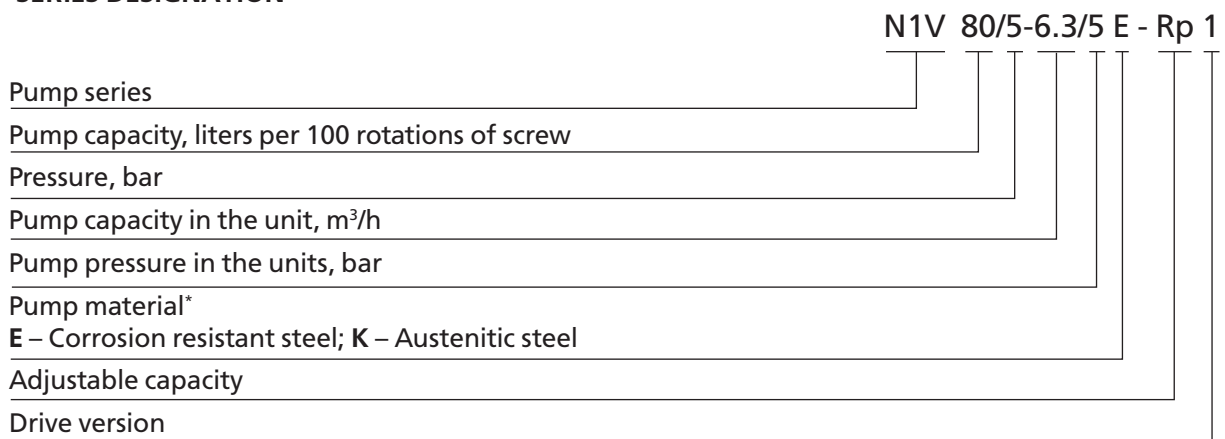 SERIES DESIGNATION
N1V 80/5-6.3/5 E - Rp 1
Pump series
Pump capacity, liters per 100 rotations of screw
Pressure, bar
Pump capacity in the unit, m³/h
Pump pressure in the units, bar
Pump material*
E – Corrosion resistant steel; K – Austenitic steel
Adjustable capacity
Drive version